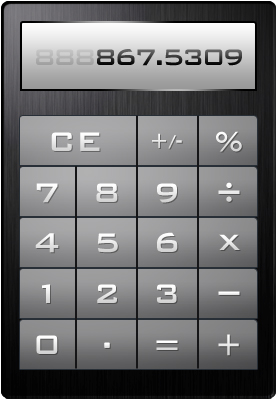 867.5309
CE +/- %
7 8 9 ÷
4 5 6 x
1 2 3 −
0 . = +